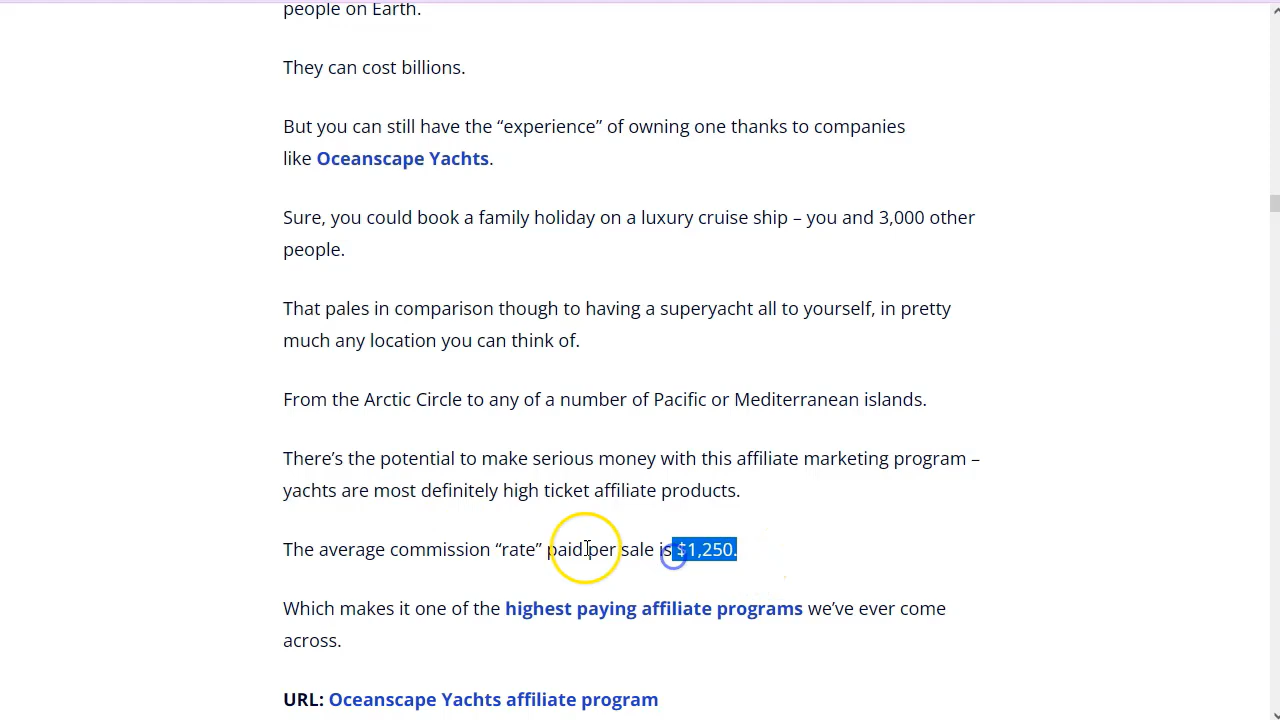 people on Earth.
They can cost billions.
But you can still have the “experience” of owning one thanks to companies
like Oceanscape Yachts.
Sure, you could book a family holiday on a luxury cruise ship – you and 3,000 other
people.
That pales in comparison though to having a superyacht all to yourself, in pretty
much any location you can think of.
From the Arctic Circle to any of a number of Pacific or Mediterranean islands.
There’s the potential to make serious money with this affiliate marketing program –
yachts are most definitely high ticket affiliate products.
The average commission “rate” paid per sale is $1,250.
Which makes it one of the highest paying affiliate programs we’ve ever come
across.
URL: Oceanscape Yachts affiliate program